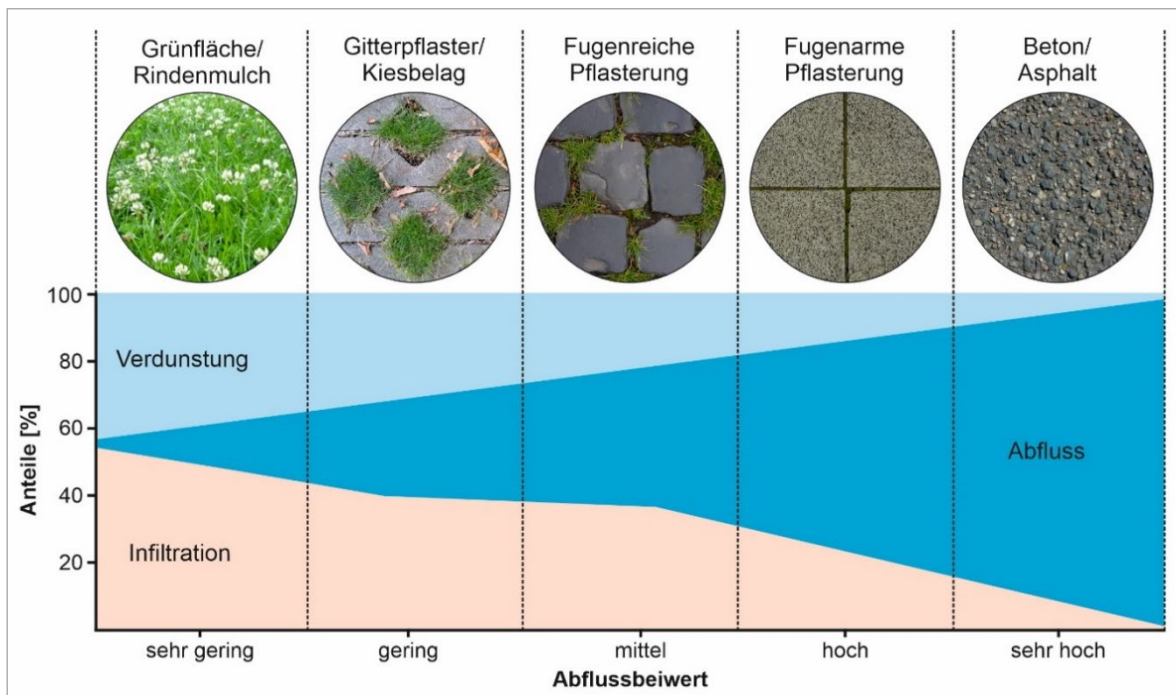 Grünfläche/
Rindenmulch
Gitterpflaster/
Kiesbelag
Fugenreiche
Pflasterung
Fugenarme
Pflasterung
Beton/
Asphalt
Anteile [%]
100
80
60
40
20
Verdunstung
Abfluss
Infiltration
sehr gering
gering
mittel
hoch
sehr hoch
Abflussbeiwert